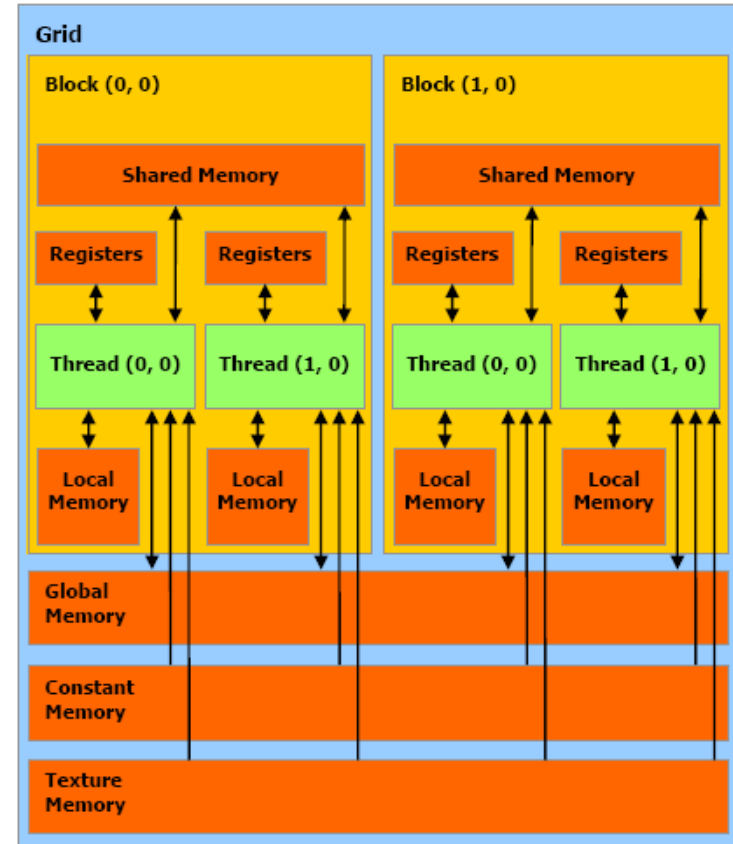 Grid
Block (0, 0)
Block (1, 0)
Shared Memory
Shared Memory
Registers
Registers
Registers
Registers
Thread (0, 0)
Thread (1, 0)
Thread (0, 0)
Thread (1, 0)
Local
Memory
Local
Memory
Local
Memory
Local
Memory
Global
Memory
Constant
Memory
Texture
Memory